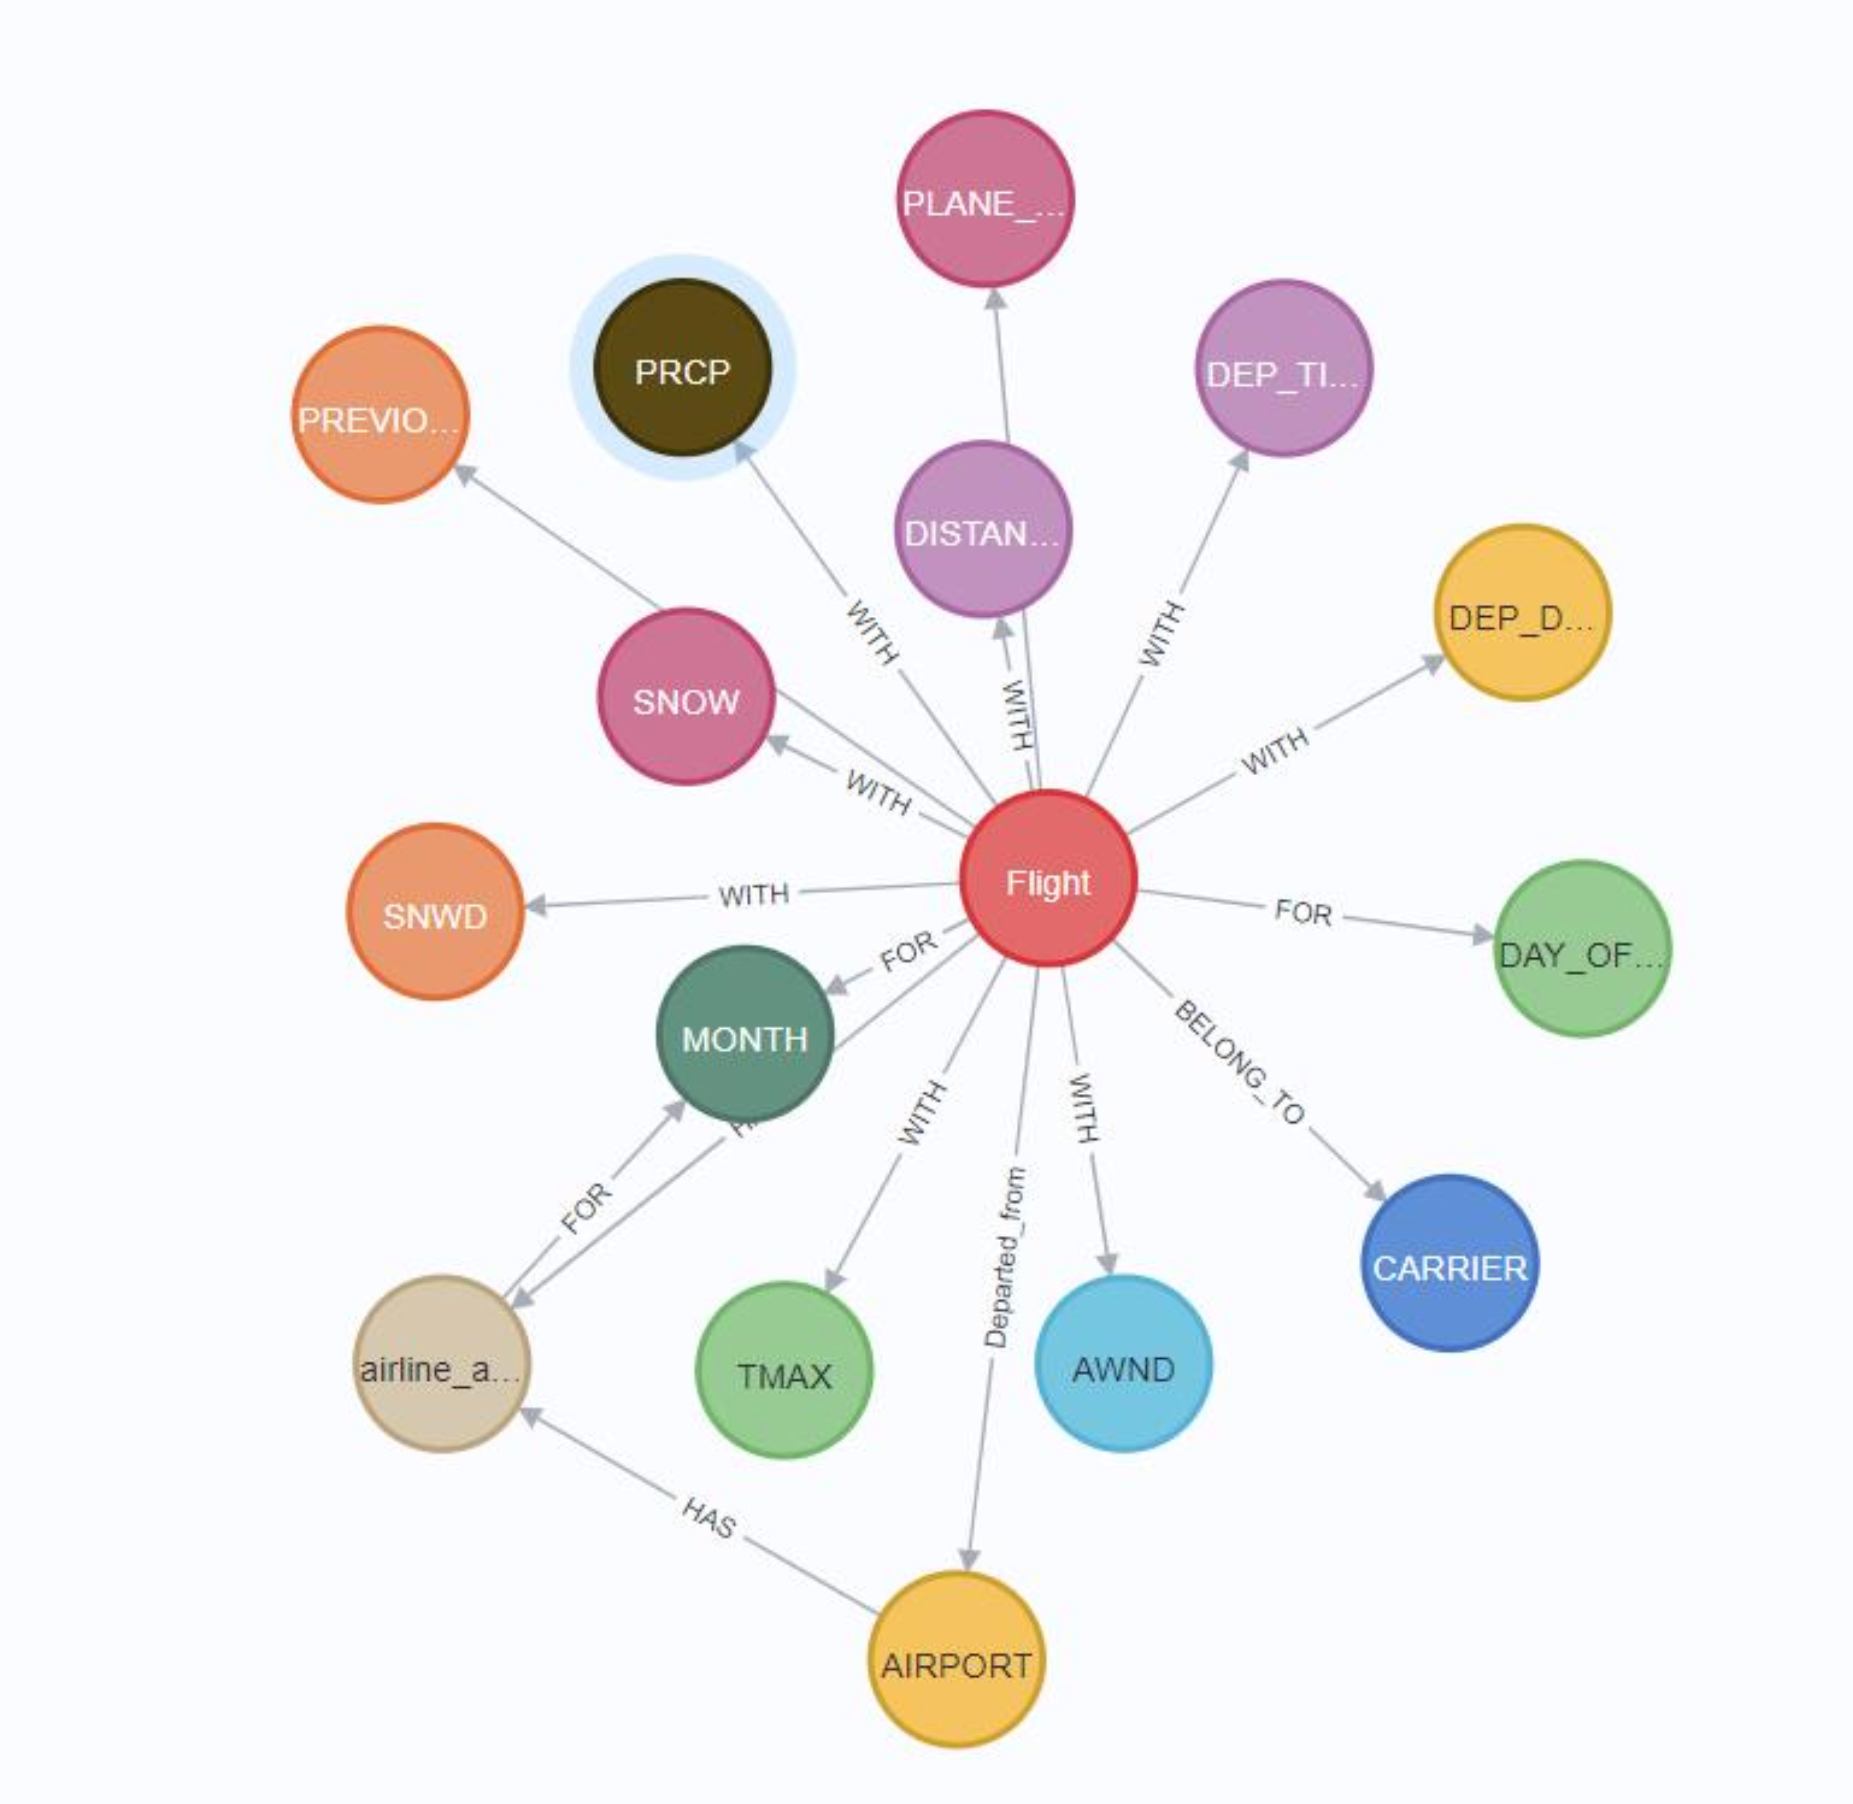 PLANE_...
PRCP
DEP_TI...
PREVIO...
DISTAN...
DEP_D...
WITH
WITH
SNOW
WITH
WITH
WITH
Flight
SNWD
WITH
FOR
DAY_OF...
FOR
MONTH
BELONG_TO
WITH
WITH
FOR
Departed_from
CARRIER
airline_a...
TMAX
AWND
HAS
AIRPORT